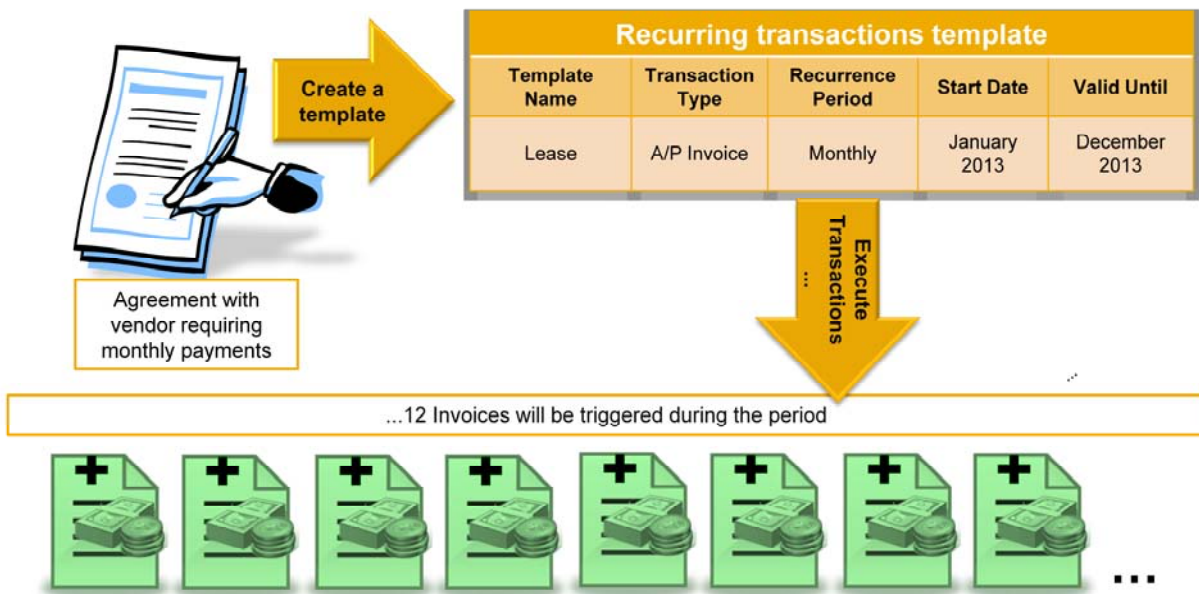 Create a
template
Recurring transactions template
Template
Name
Transaction
Type
Recurrence
Period
Start Date
Valid Until
Lease
A/P Invoice
Monthly
January
2013
December
2013
Agreement with
vendor requiring
monthly payments
Execute
Transactions
...
...
...12 Invoices will be triggered during the period
...